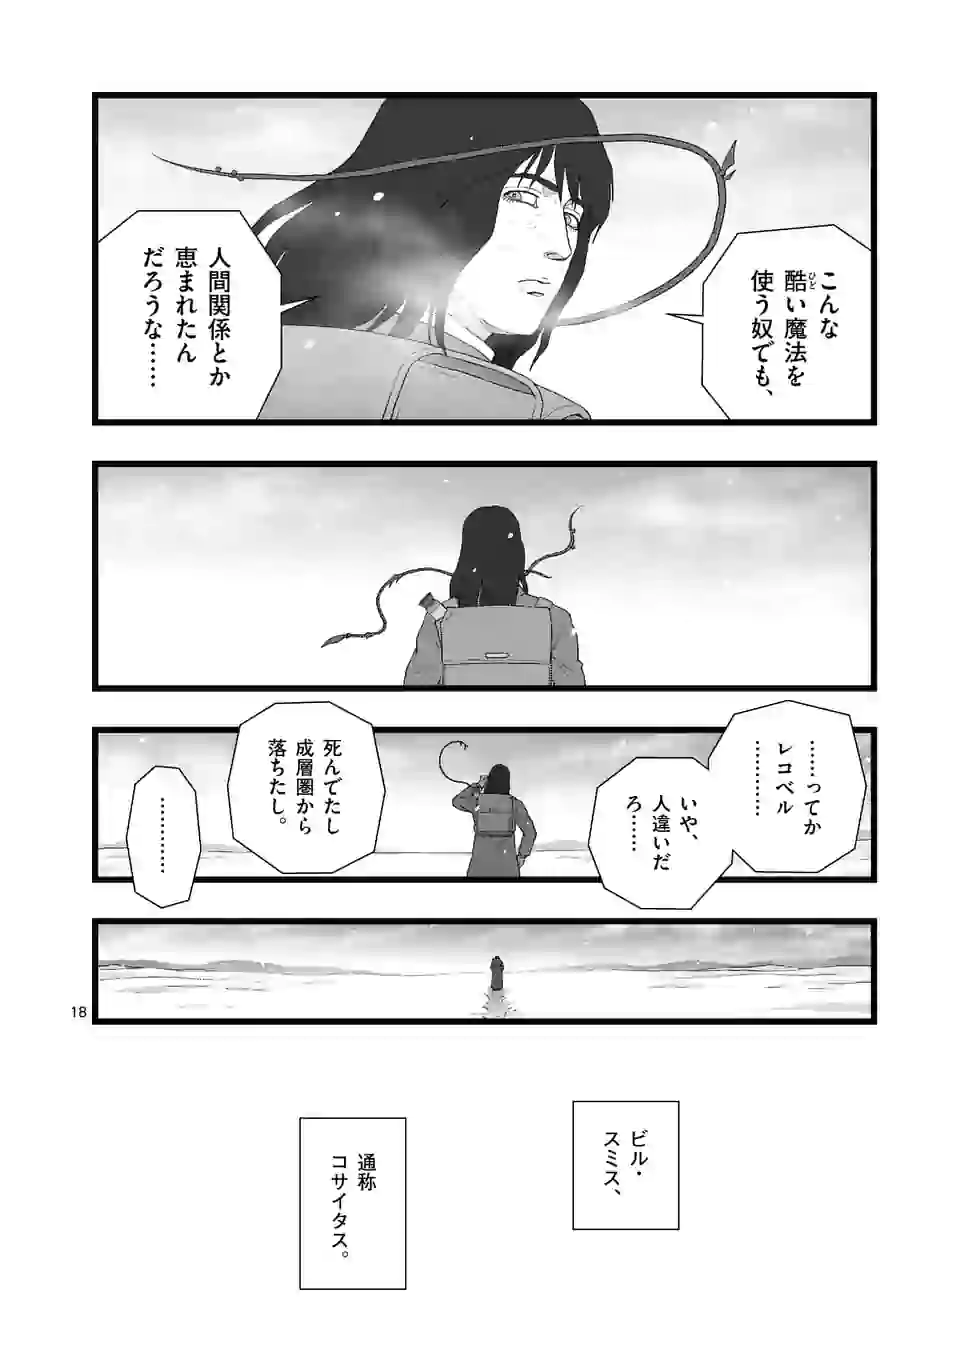 こんな
酷い魔法を
使う奴でも、
ひど
人間関係とか
恵まれたん
だろうな……
……ってか
レコベル
…………
いや、
人違いだ
ろ……
死んでたし
成層圏から
落ちたし。
…………
18
ビル・
スミス、
通称
コサイタス。